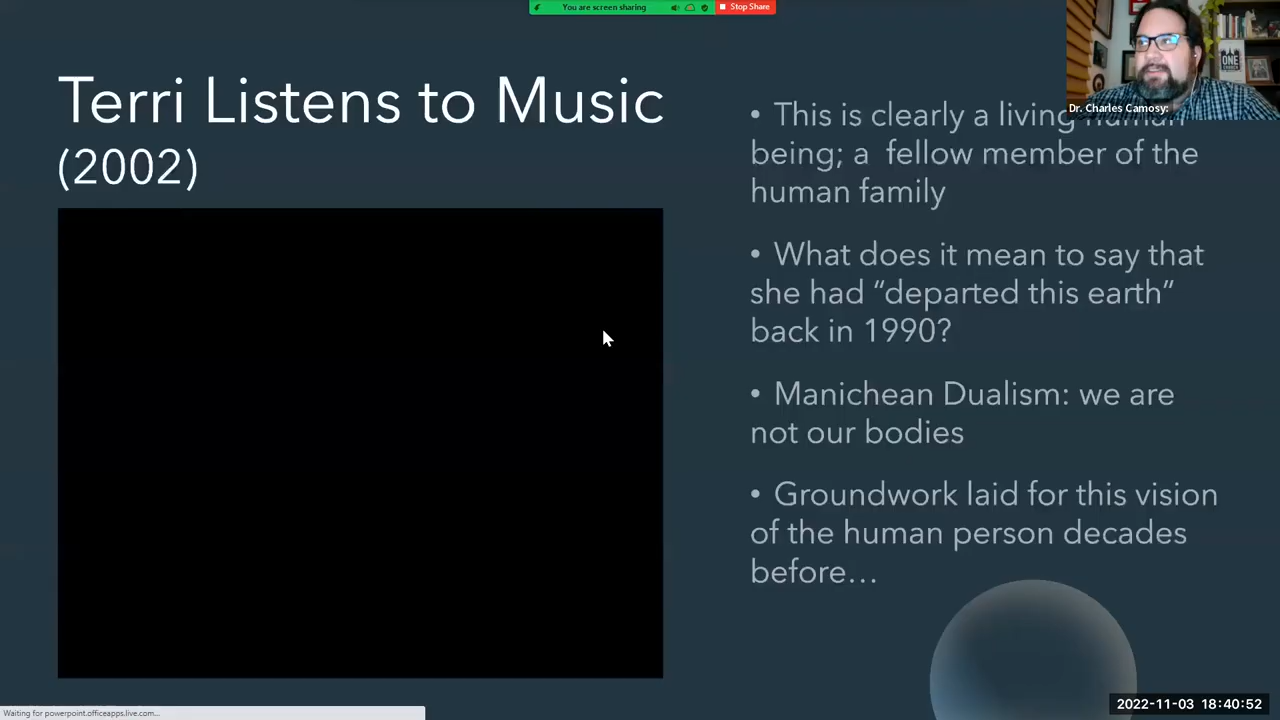 You are screen sharing
Stop Share
Dr. Charles Camosy:
Terri Listens to Music
(2002)
• This is clearly a living human
being; a fellow member of the
human family
• What does it mean to say that
she had “departed this earth”
back in 1990?
• Manichean Dualism: we are
not our bodies
• Groundwork laid for this vision
of the human person decades
before…
Waiting for powerpoint.officeapps.live.com...
2022-11-03 18:40:52
ONE